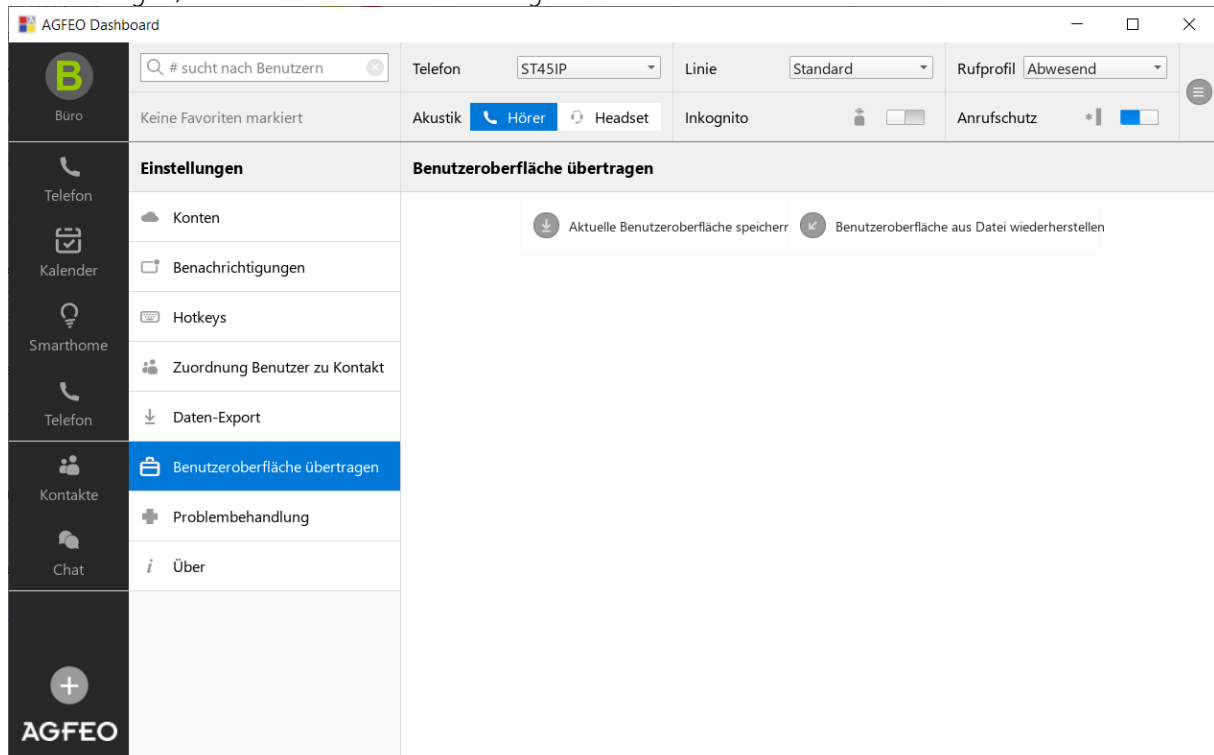 AGFEO Dashboard
B
Büro
# sucht nach Benutzern
Keine Favoriten markiert
Telefon ST45IP
Linie Standard
Rufprofil Abwesend
Akustik Hörer Headset
Inkognito
Anrufschutz
Telefon
Kalender
Smarthome
Telefon
Kontakte
Chat
AGFEO
Einstellungen
Konten
Benachrichtigungen
Hotkeys
Zuordnung Benutzer zu Kontakt
Daten-Export
Benutzeroberfläche übertragen
Problembehandlung
i Über
Benutzeroberfläche übertragen
Aktuelle Benutzeroberfläche speichern
Benutzeroberfläche aus Datei wiederherstellen